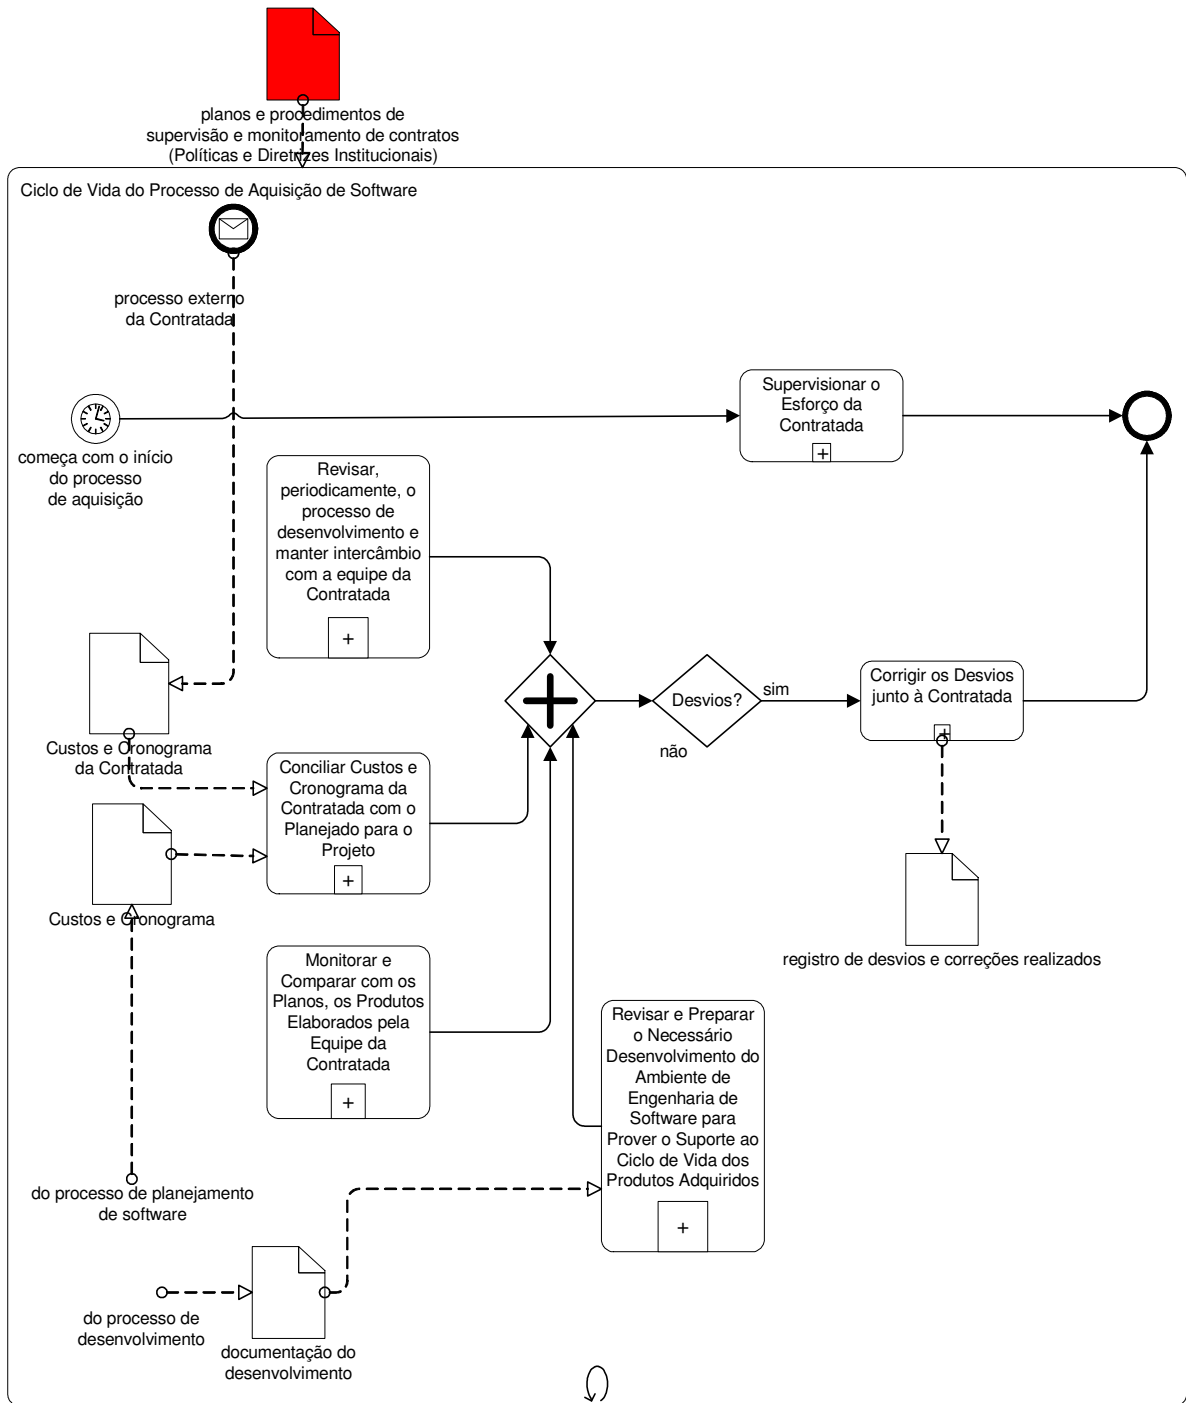 planos e procedimentos de
supervisão e monitoramento de contratos
(Políticas e Diretrizes Institucionais)
Ciclo de Vida do Processo de Aquisição de Software
processo externo
da Contratada
Supervisionar o
Esforço da
Contratada
começa com o início
do processo
de aquisição
Revisar,
periodicamente, o
processo de
desenvolvimento e
manter intercâmbio
com a equipe da
Contratada
Desvios?
sim
não
Corrigir os Desvios
junto à Contratada
Custos e Cronograma
da Contratada
Conciliar Custos e
Cronograma da
Contratada com o
Planejado para o
Projeto
Custos e Cronograma
registro de desvios e correções realizados
Monitorar e
Comparar com os
Planos, os Produtos
Elaborados pela
Equipe da
Contratada
Revisar e Preparar
o Necessário
Desenvolvimento do
Ambiente de
Engenharia de
Software para
Prover o Suporte ao
Ciclo de Vida dos
Produtos Adquiridos
do processo de planejamento
de software
do processo de
desenvolvimento
documentação do
desenvolvimento